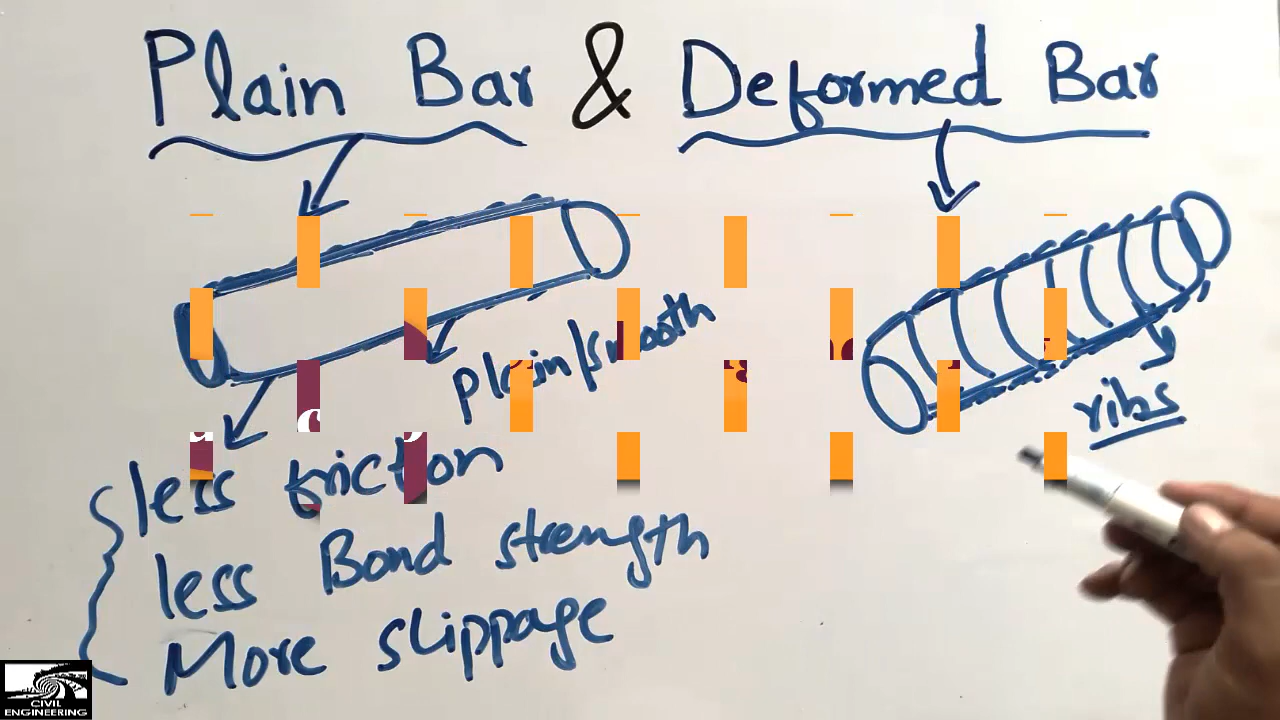 Plain Bar & Deformed Bar
plain/smooth
ribs
less friction
less Bond strength
More slippage
CIVIL
ENGINEERING